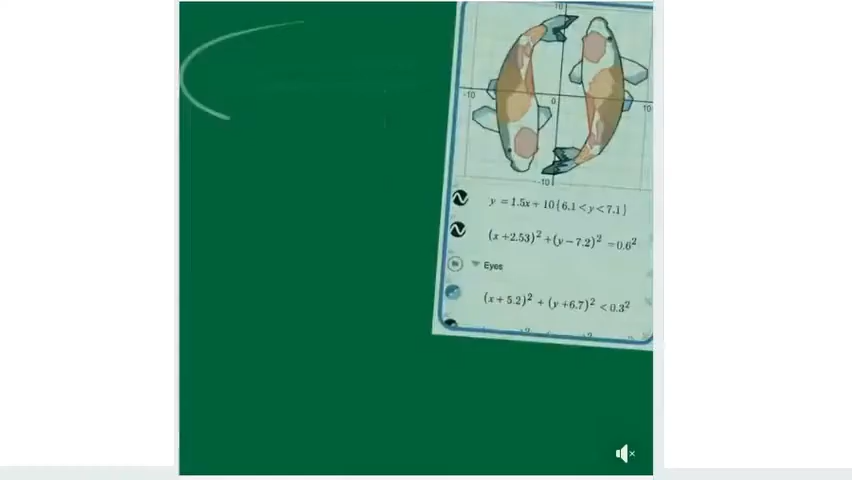 10
-10
0
10
-10
y = 1.5x + 10 {6.1 < y < 7.1}
(x+2.53)² + (y−7.2)² = 0.6²
Eyes
(x + 5.2)² + (y +6.7)² < 0.3²